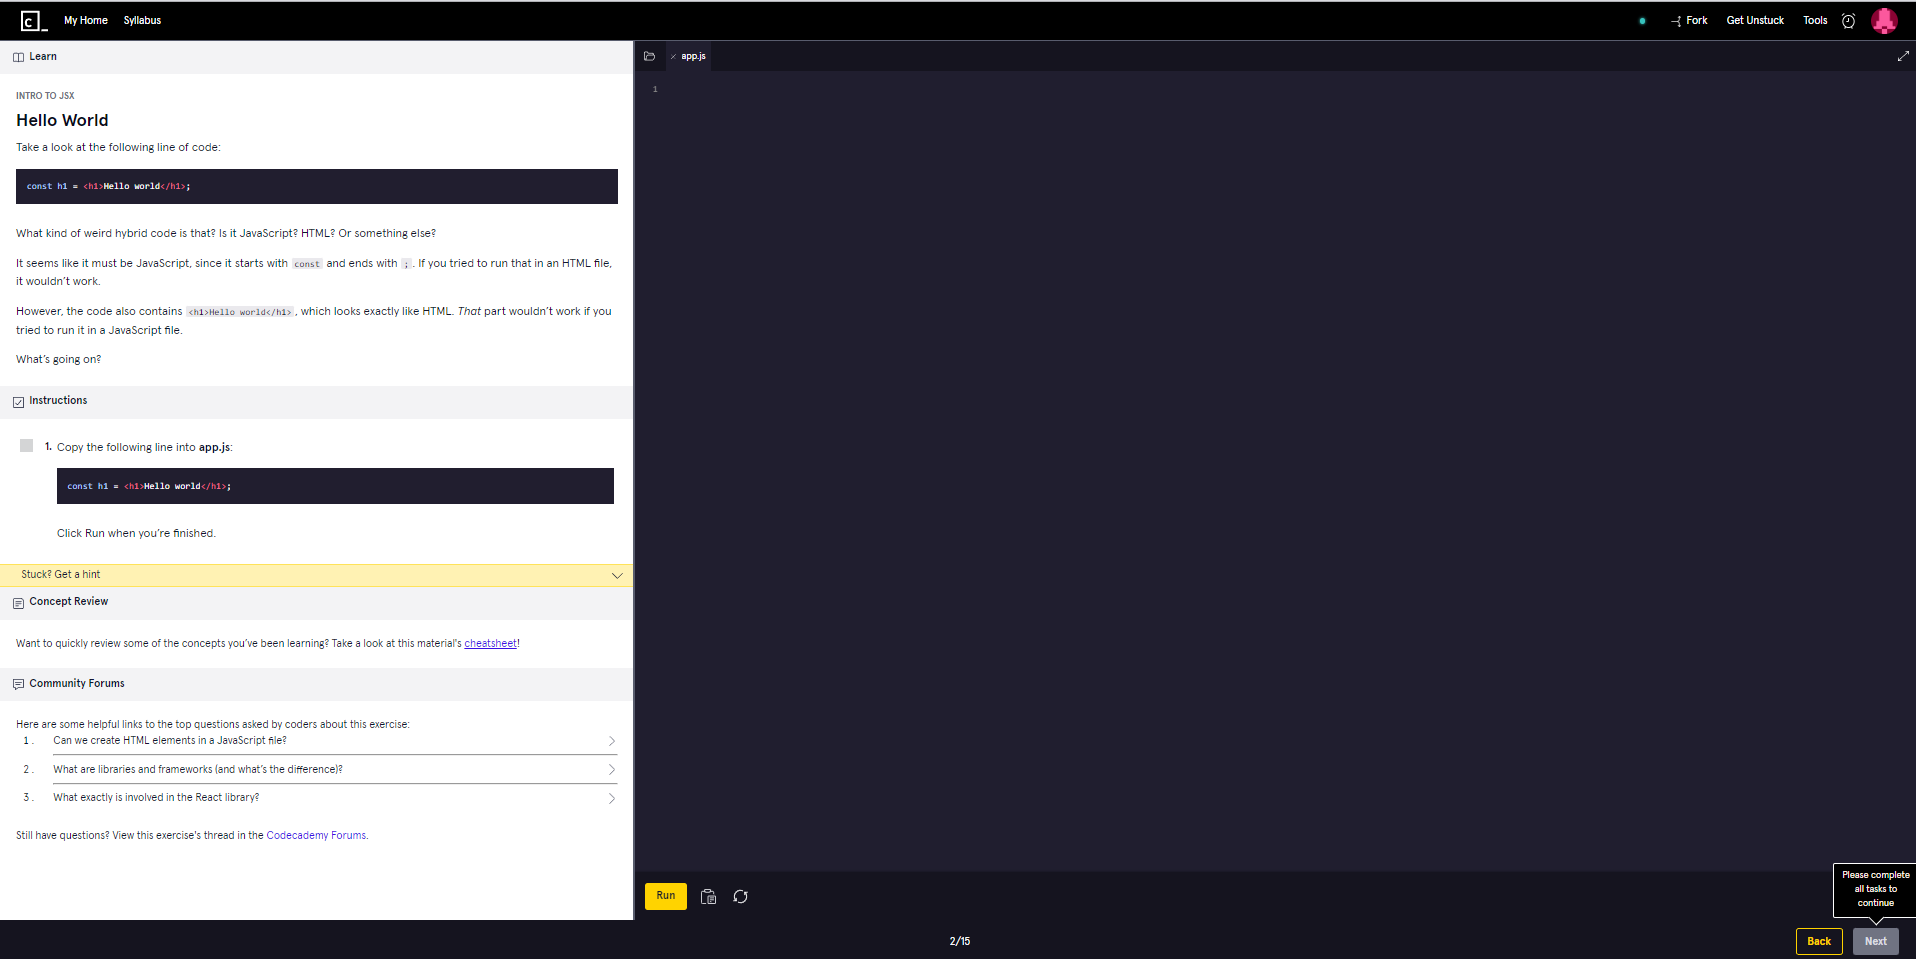 c_ My Home Syllabus Fork Get Unstuck Tools
Learn
× app.js
INTRO TO JSX
1
Hello World
Take a look at the following line of code:
const h1 = <h1>Hello world</h1>;
What kind of weird hybrid code is that? Is it JavaScript? HTML? Or something else?
It seems like it must be JavaScript, since it starts with const and ends with ; . If you tried to run that in an HTML file,
it wouldn't work.
However, the code also contains <h1>Hello world</h1> , which looks exactly like HTML. That part wouldn't work if you
tried to run it in a JavaScript file.
What's going on?
Instructions
1. Copy the following line into app.js:
const h1 = <h1>Hello world</h1>;
Click Run when you're finished.
Stuck? Get a hint
Concept Review
Want to quickly review some of the concepts you've been learning? Take a look at this material's cheatsheet!
Community Forums
Here are some helpful links to the top questions asked by coders about this exercise:
1. Can we create HTML elements in a JavaScript file?
2. What are libraries and frameworks (and what's the difference)?
3. What exactly is involved in the React library?
Still have questions? View this exercise's thread in the Codecademy Forums.
Run
Please complete
all tasks to
continue
2/15
Back
Next